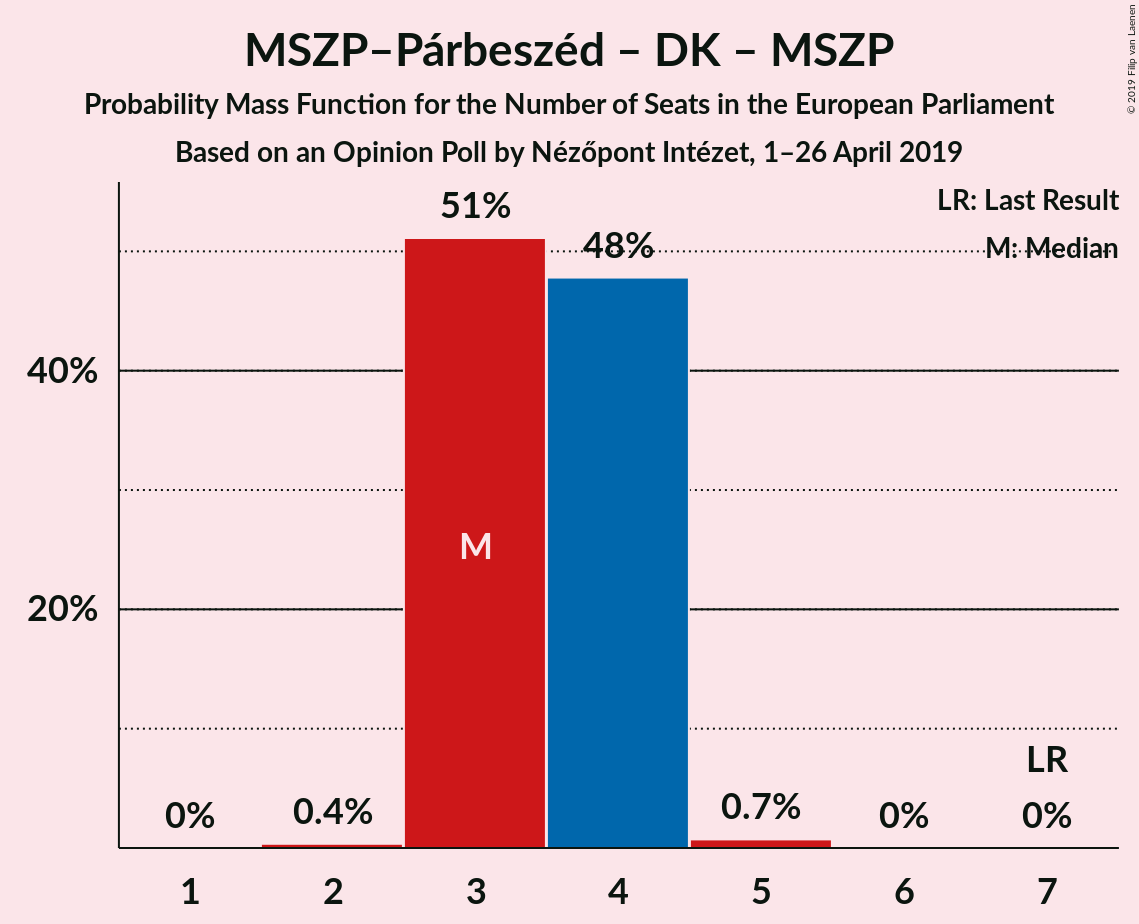 MSZP–Párbeszéd – DK – MSZP
Probability Mass Function for the Number of Seats in the European Parliament
Based on an Opinion Poll by Nézőpont Intézet, 1–26 April 2019
© 2019 Filip van Laenen
LR: Last Result
M: Median
51%
48%
40%
M
20%
LR
0%
0.4%
0.7%
0%
0%
1 2 3 4 5 6 7